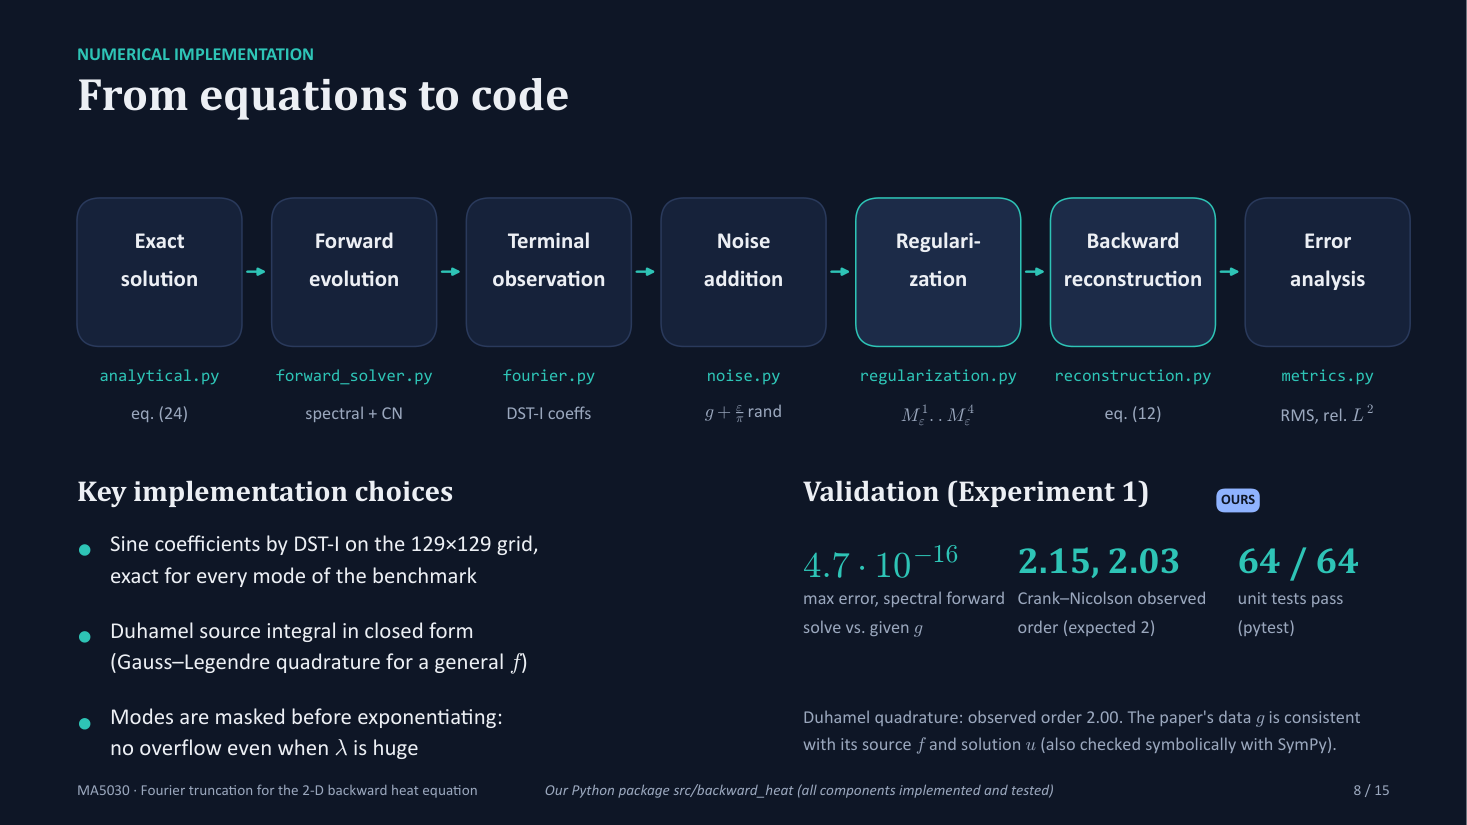 NUMERICAL IMPLEMENTATION
From equations to code
Exact
solution
Forward
evolution
Terminal
observation
Noise
addition
Regulari-
zation
Backward
reconstruction
Error
analysis
analytical.py
forward_solver.py
fourier.py
noise.py
regularization.py
reconstruction.py
metrics.py
eq. (24)
spectral + CN
DST-I coeffs
g + ε/π rand
M_ε^1 . . M_ε^4
eq. (12)
RMS, rel. L^2
Key implementation choices
Sine coefficients by DST-I on the 129×129 grid,
exact for every mode of the benchmark
Duhamel source integral in closed form
(Gauss–Legendre quadrature for a general f)
Modes are masked before exponentiating:
no overflow even when λ is huge
Validation (Experiment 1)
OURS
4.7 · 10^−16
max error, spectral forward
solve vs. given g
2.15, 2.03
Crank–Nicolson observed
order (expected 2)
64 / 64
unit tests pass
(pytest)
Duhamel quadrature: observed order 2.00. The paper's data g is consistent
with its source f and solution u (also checked symbolically with SymPy).
MA5030 · Fourier truncation for the 2-D backward heat equation
Our Python package src/backward_heat (all components implemented and tested)
8 / 15